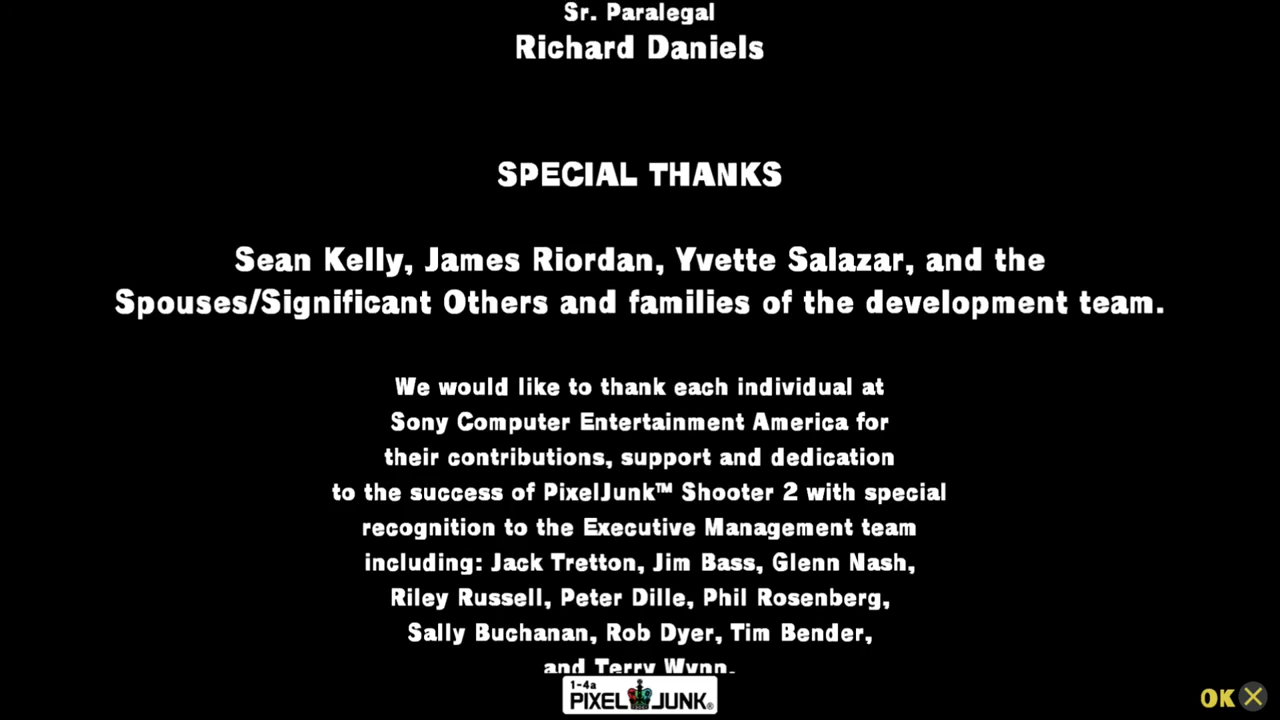 Sr. Paralegal
Richard Daniels
SPECIAL THANKS
Sean Kelly, James Riordan, Yvette Salazar, and the
Spouses/Significant Others and families of the development team.
We would like to thank each individual at
Sony Computer Entertainment America for
their contributions, support and dedication
to the success of PixelJunk™ Shooter 2 with special
recognition to the Executive Management team
including: Jack Tretton, Jim Bass, Glenn Nash,
Riley Russell, Peter Dille, Phil Rosenberg,
Sally Buchanan, Rob Dyer, Tim Bender,
and Terry Wynn.
1-4a
PIXEL JUNK®
OK